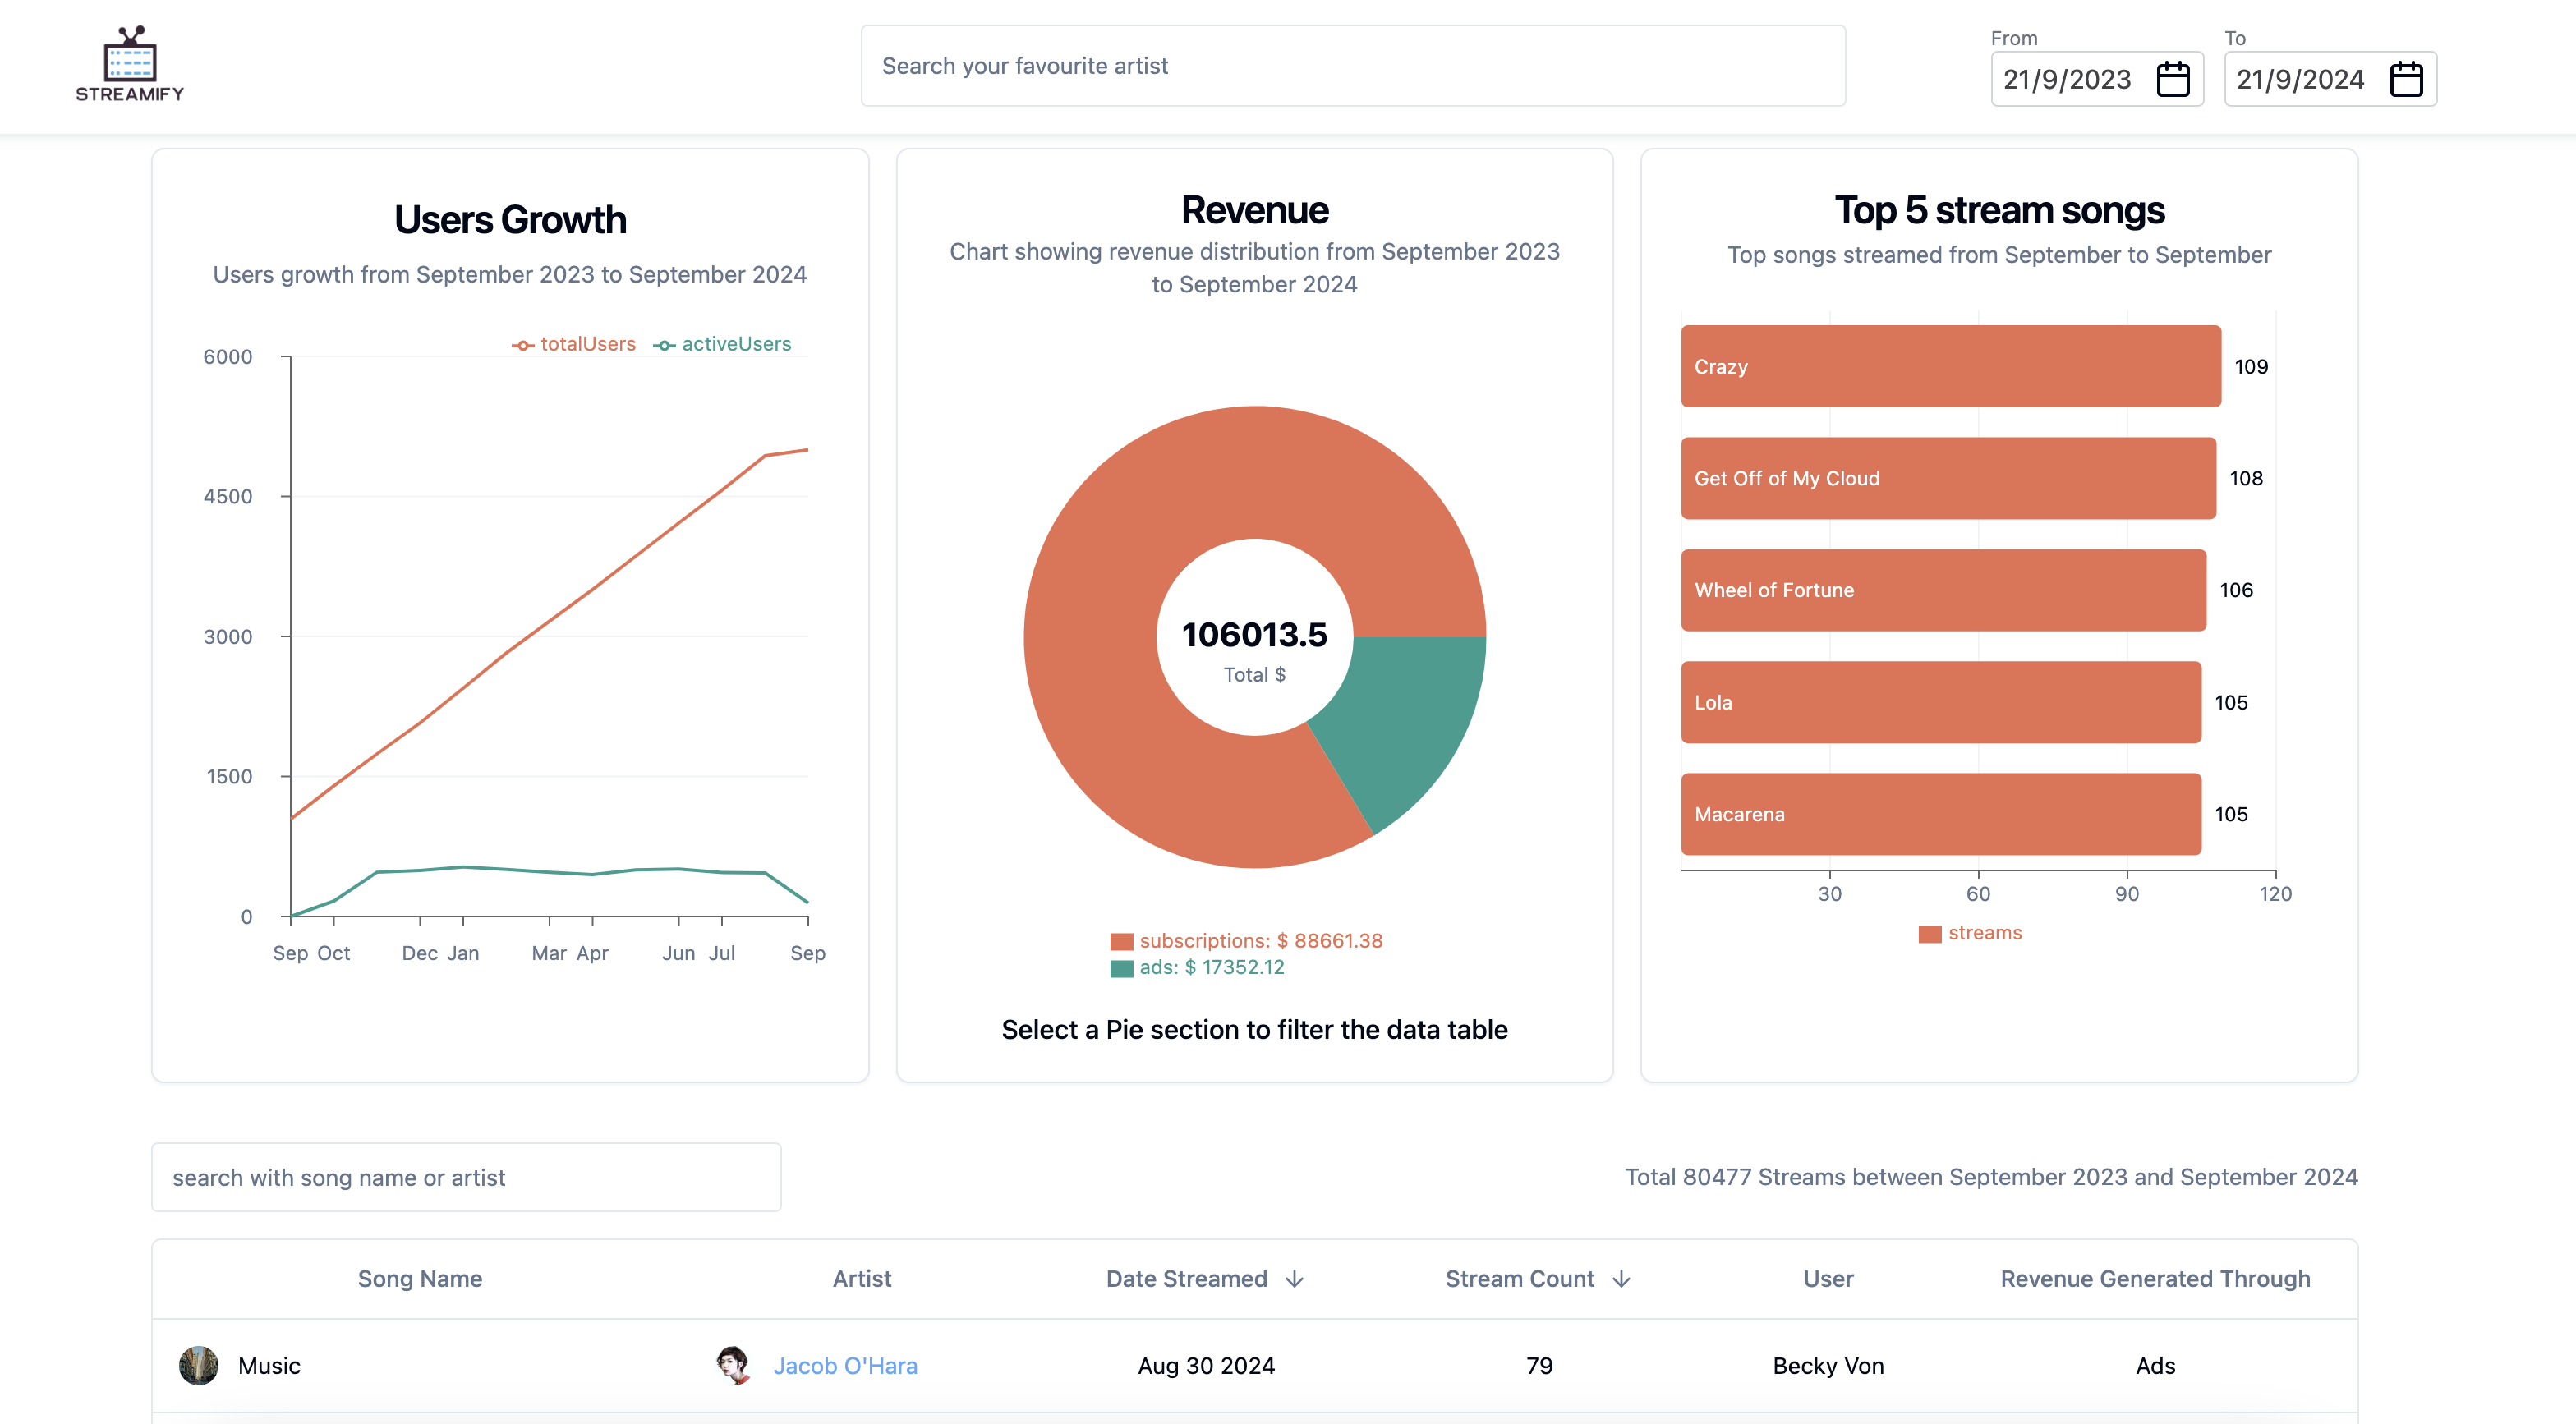 STREAMIFY
Search your favourite artist
From
21/9/2023
To
21/9/2024
Users Growth
Users growth from September 2023 to September 2024
totalUsers activeUsers
6000
4500
3000
1500
0
Sep Oct Dec Jan Mar Apr Jun Jul Sep
Revenue
Chart showing revenue distribution from September 2023
to September 2024
106013.5
Total $
subscriptions: $ 88661.38
ads: $ 17352.12
Select a Pie section to filter the data table
Top 5 stream songs
Top songs streamed from September to September
Crazy 109
Get Off of My Cloud 108
Wheel of Fortune 106
Lola 105
Macarena 105
30 60 90 120
streams
search with song name or artist
Total 80477 Streams between September 2023 and September 2024
Song Name Artist Date Streamed Stream Count User Revenue Generated Through
Music Jacob O'Hara Aug 30 2024 79 Becky Von Ads